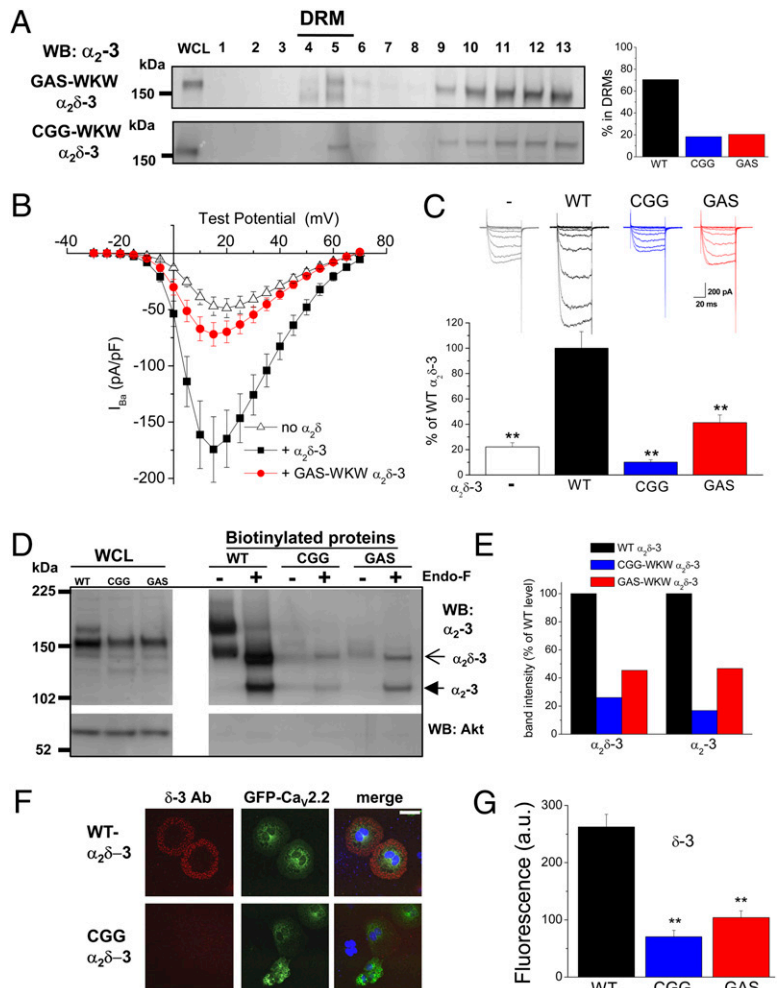 A
DRM
WB: α₂-3 WCL 1 2 3 4 5 6 7 8 9 10 11 12 13
kDa
GAS-WKW
α₂δ-3
150
CGG-WKW kDa
α₂δ-3
150
% in DRMs
80
60
40
20
0
WT CGG GAS
B
Test Potential (mV)
-40 -20 0 20 40 60 80
-50
-100
-150
-200
I_Ba (pA/pF)
no α₂δ
+ α₂δ-3
+ GAS-WKW α₂δ-3
C
- WT CGG GAS
200 pA
20 ms
% of WT α₂δ-3
120
100
80
60
40
20
0
** ** **
α₂δ-3 - WT CGG GAS
D
WCL
Biotinylated proteins
kDa WT CGG GAS WT CGG GAS
- + - + - + Endo-F
225
150
102
52
WB:
α₂-3
α₂δ-3
α₂-3
WB: Akt
E
WT α₂δ-3
CGG-WKW α₂δ-3
GAS-WKW α₂δ-3
band intensity (% of WT level)
100
80
60
40
20
0
α₂δ-3 α₂-3
F
δ-3 Ab GFP-CaV2.2 merge
WT-
α₂δ–3
CGG
α₂δ–3
G
Fluorescence (a.u.)
300
200
100
0
δ-3
** **
WT CGG GAS